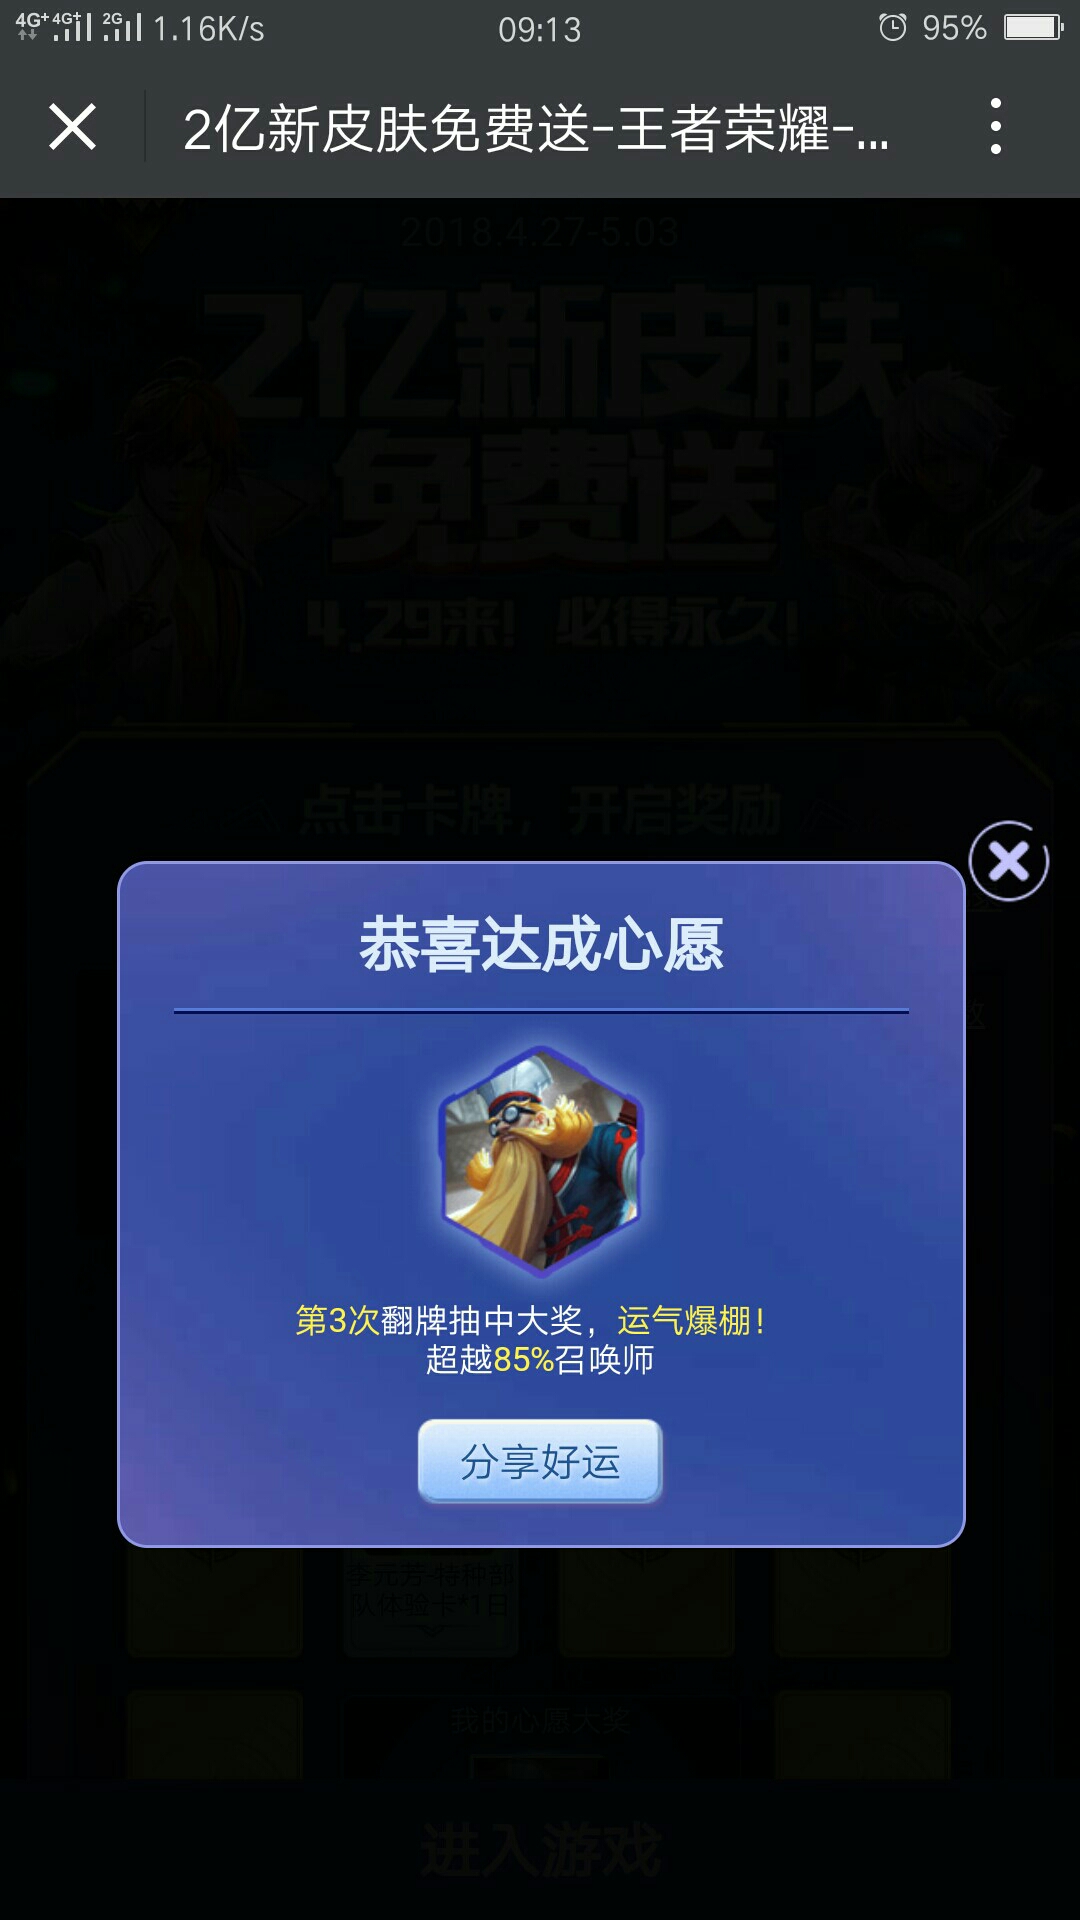 4G+ 4G+ 2G 1.16K/s 09:13 95%
2亿新皮肤免费送-王者荣耀-...
2018.4.27-5.03
2亿新皮肤
免费送
4.29来！必得永久！
点击卡牌，开启奖励
恭喜达成心愿
第3次翻牌抽中大奖，运气爆棚！
超越85%召唤师
分享好运
李元芳-特种部
队体验卡*1日
我的心愿大奖
进入游戏